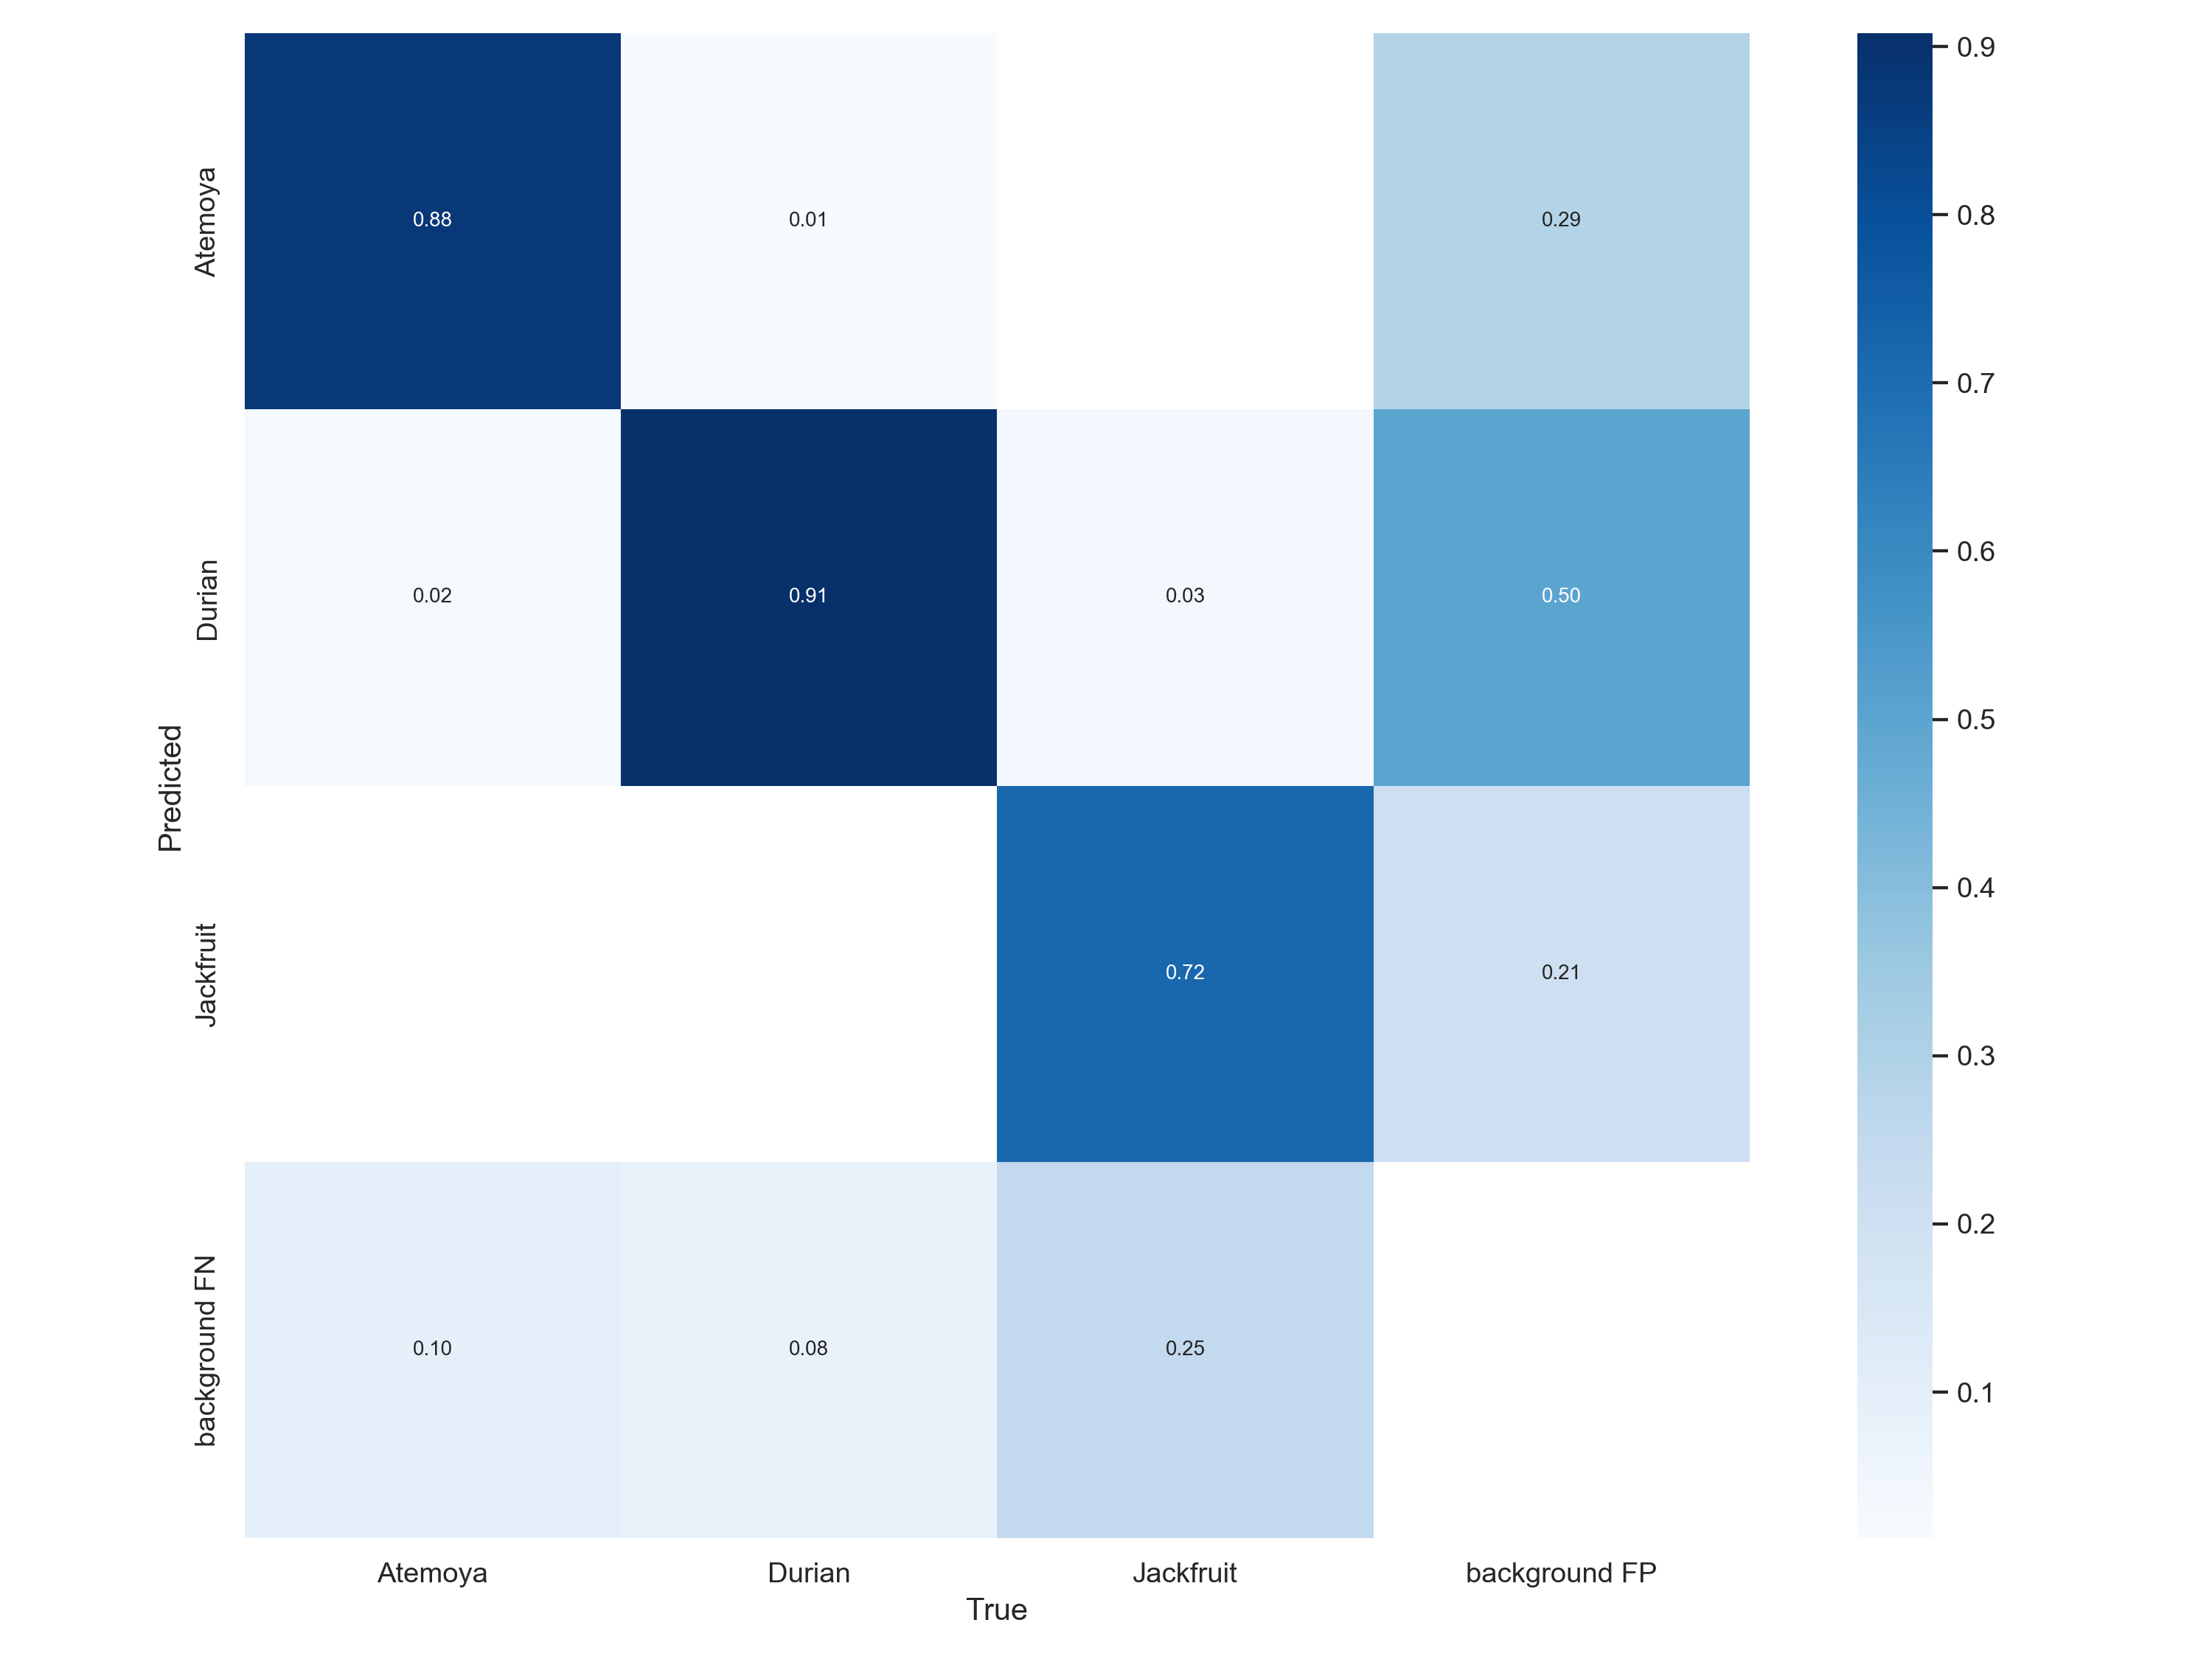 Predicted
Atemoya
0.88 0.01 0.29
Durian
0.02 0.91 0.03 0.50
Jackfruit
0.72 0.21
background FN
0.10 0.08 0.25
Atemoya Durian Jackfruit background FP
True
0.9
0.8
0.7
0.6
0.5
0.4
0.3
0.2
0.1